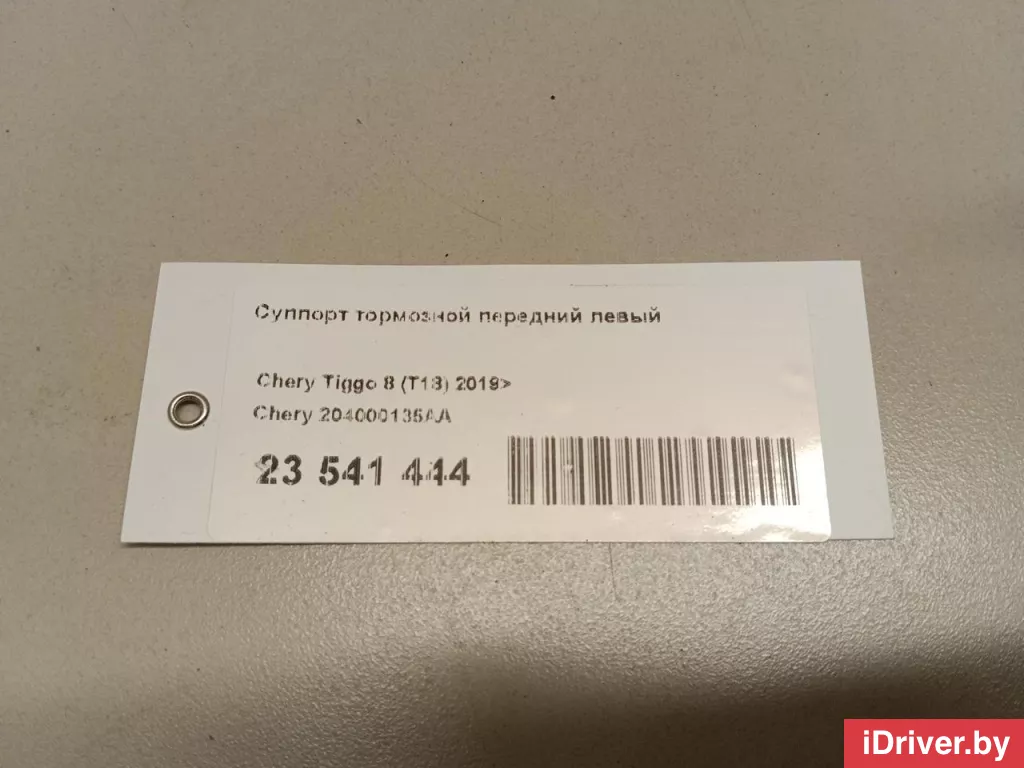 Суппорт тормозной передний левый
Chery Tiggo 8 (T18) 2019>
Chery 204000135AA
23 541 444
iDriver.by